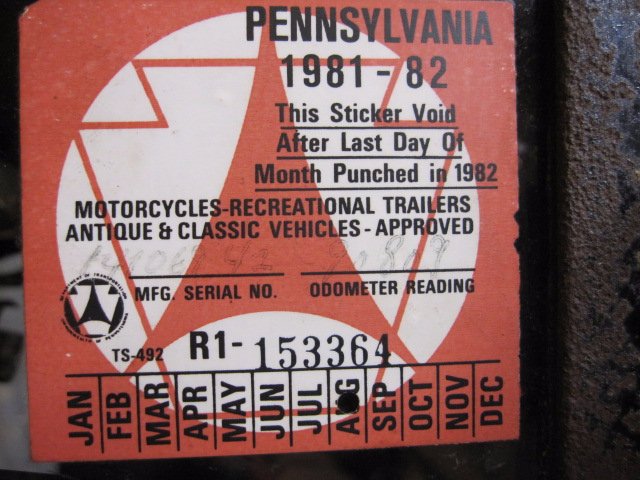 PENNSYLVANIA
1981 - 82
This Sticker Void
After Last Day Of
Month Punched in 1982
MOTORCYCLES-RECREATIONAL TRAILERS
ANTIQUE & CLASSIC VEHICLES - APPROVED
MFG. SERIAL NO. ODOMETER READING
TS-492 R1- 153364
JAN FEB MAR APR MAY JUN JUL AUG SEP OCT NOV DEC